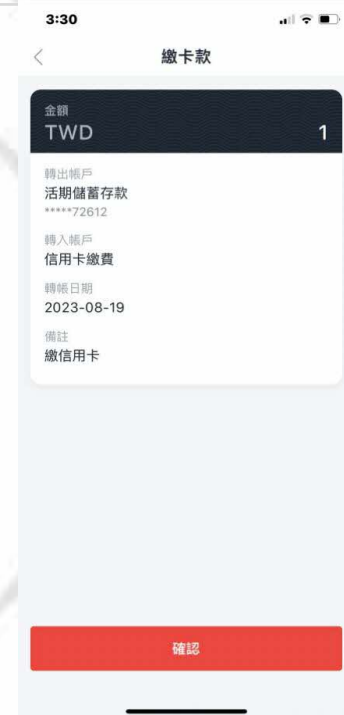 3:30
繳卡款
金額
TWD 1
轉出帳戶
活期儲蓄存款
*****72612
轉入帳戶
信用卡繳費
轉帳日期
2023-08-19
備註
繳信用卡
確認